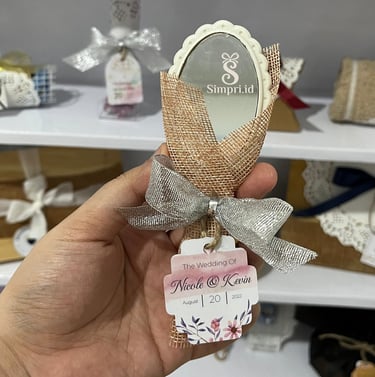 Simpri.id
The Wedding Of
Nicole & Kevin
August | 20 | 2022